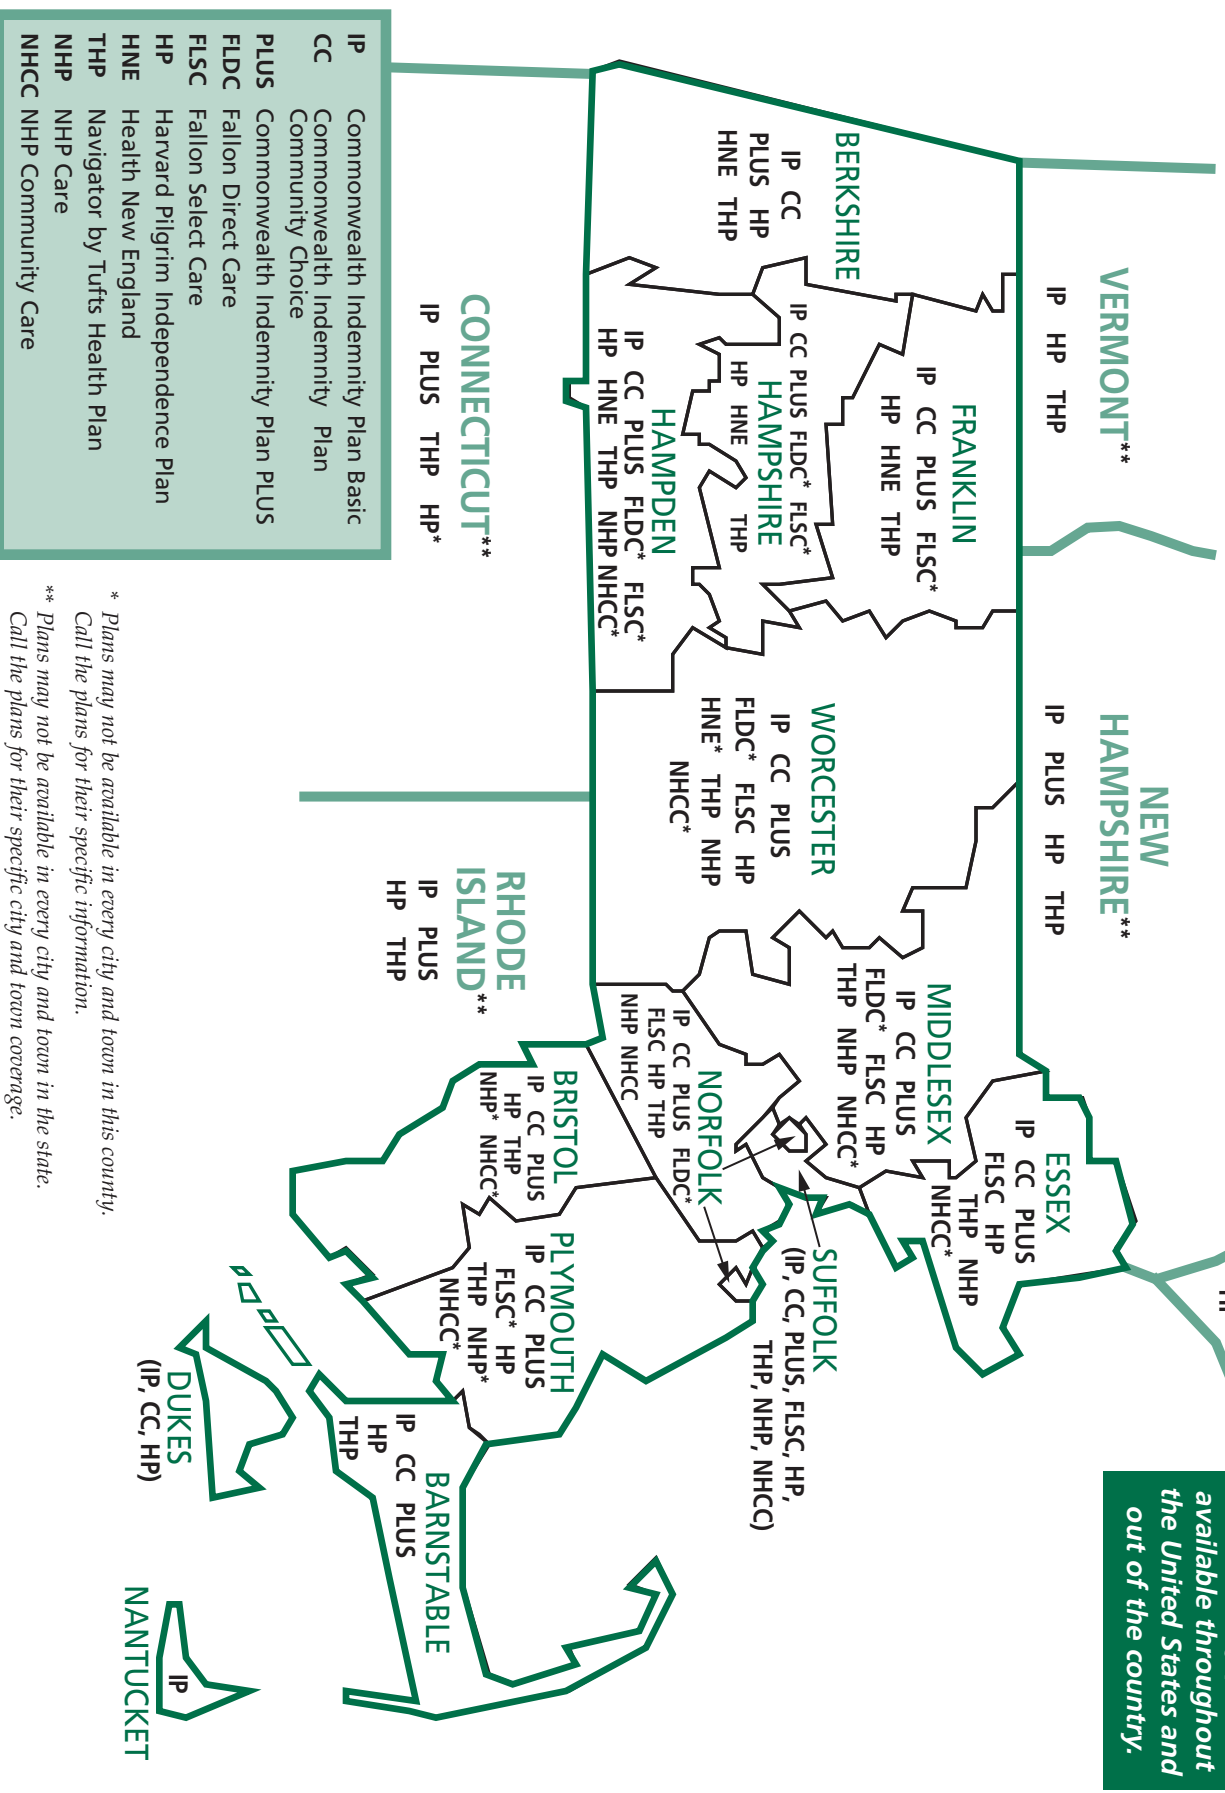 available throughout
the United States and
out of the country.
VERMONT**
IP HP THP
NEW
HAMPSHIRE**
IP PLUS HP THP
BERKSHIRE
IP CC
PLUS HP
HNE THP
FRANKLIN
IP CC PLUS FLSC*
HP HNE THP
IP CC PLUS FLDC* FLSC*
HAMPSHIRE
HP HNE THP
HAMPDEN
IP CC PLUS FLDC* FLSC*
HP HNE THP NHP NHCC*
WORCESTER
IP CC PLUS
FLDC* FLSC HP
HNE* THP NHP
NHCC*
MIDDLESEX
IP CC PLUS
FLDC* FLSC HP
THP NHP NHCC*
ESSEX
IP CC PLUS
FLSC HP
THP NHP
NHCC*
SUFFOLK
(IP, CC, PLUS, FLSC, HP,
THP, NHP, NHCC)
NORFOLK
IP CC PLUS FLDC*
FLSC HP THP
NHP NHCC
BRISTOL
IP CC PLUS
HP THP
NHP* NHCC*
PLYMOUTH
IP CC PLUS
FLSC* HP
THP NHP*
NHCC*
BARNSTABLE
IP CC PLUS
HP
THP
DUKES
(IP, CC, HP)
IP
NANTUCKET
CONNECTICUT**
IP PLUS THP HP*
RHODE
ISLAND**
IP PLUS
HP THP
IP Commonwealth Indemnity Plan Basic
CC Commonwealth Indemnity Plan
Community Choice
PLUS Commonwealth Indemnity Plan PLUS
FLDC Fallon Direct Care
FLSC Fallon Select Care
HP Harvard Pilgrim Independence Plan
HNE Health New England
THP Navigator by Tufts Health Plan
NHP NHP Care
NHCC NHP Community Care
* Plans may not be available in every city and town in this county.
Call the plans for their specific information.
** Plans may not be available in every city and town in the state.
Call the plans for their specific city and town coverage.